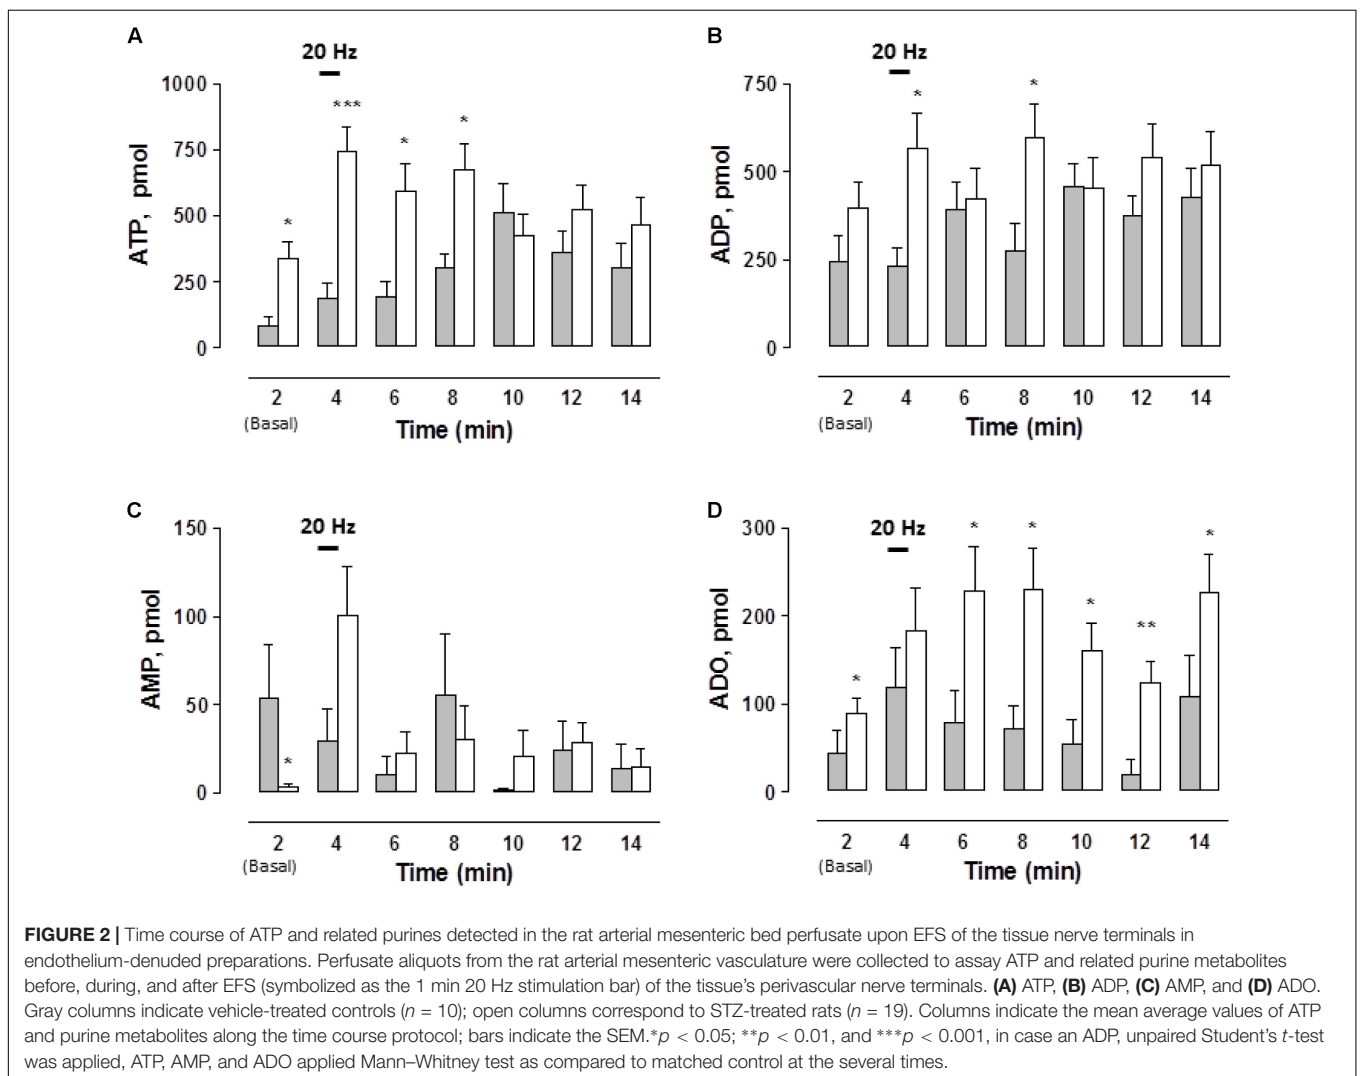 A
20 Hz
1000
750
500
250
0
ATP, pmol
*
***
*
*
2 4 6 8 10 12 14
(Basal)
Time (min)
B
20 Hz
750
500
250
0
ADP, pmol
*
*
2 4 6 8 10 12 14
(Basal)
Time (min)
C
20 Hz
150
100
50
0
AMP, pmol
*
2 4 6 8 10 12 14
(Basal)
Time (min)
D
20 Hz
300
200
100
0
ADO, pmol
*
*
*
*
**
*
2 4 6 8 10 12 14
(Basal)
Time (min)
FIGURE 2 | Time course of ATP and related purines detected in the rat arterial mesenteric bed perfusate upon EFS of the tissue nerve terminals in
endothelium-denuded preparations. Perfusate aliquots from the rat arterial mesenteric vasculature were collected to assay ATP and related purine metabolites
before, during, and after EFS (symbolized as the 1 min 20 Hz stimulation bar) of the tissue's perivascular nerve terminals. (A) ATP, (B) ADP, (C) AMP, and (D) ADO.
Gray columns indicate vehicle-treated controls (n = 10); open columns correspond to STZ-treated rats (n = 19). Columns indicate the mean average values of ATP
and purine metabolites along the time course protocol; bars indicate the SEM.*p < 0.05; **p < 0.01, and ***p < 0.001, in case an ADP, unpaired Student's t-test
was applied, ATP, AMP, and ADO applied Mann–Whitney test as compared to matched control at the several times.